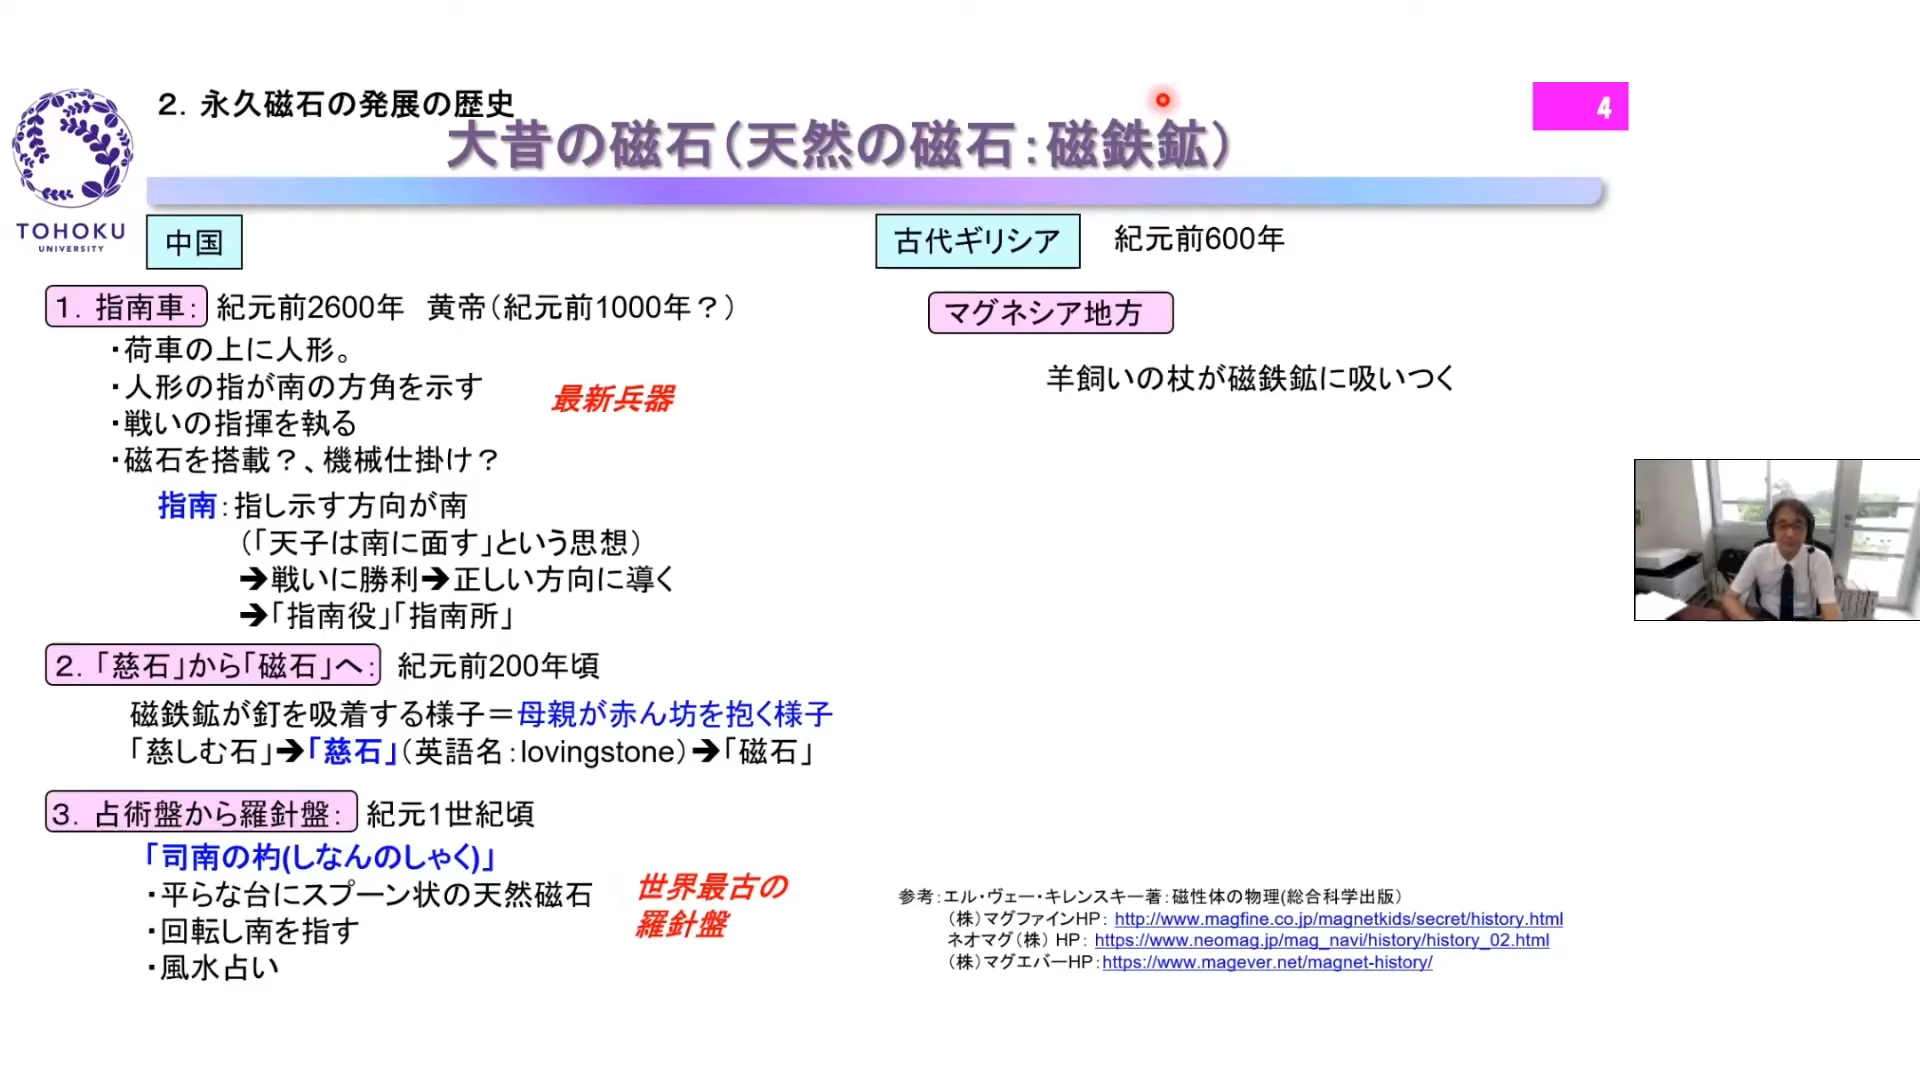 2．永久磁石の発展の歴史
大昔の磁石（天然の磁石：磁鉄鉱）
4
TOHOKU
UNIVERSITY
中国
1．指南車： 紀元前2600年　黄帝（紀元前1000年？）
・荷車の上に人形。
・人形の指が南の方角を示す
・戦いの指揮を執る
・磁石を搭載？、機械仕掛け？
最新兵器
指南：指し示す方向が南
（「天子は南に面す」という思想）
➔戦いに勝利➔正しい方向に導く
➔「指南役」「指南所」
2．「慈石」から「磁石」へ： 紀元前200年頃
磁鉄鉱が釘を吸着する様子＝母親が赤ん坊を抱く様子
「慈しむ石」➔「慈石」（英語名：lovingstone）➔「磁石」
3．占術盤から羅針盤： 紀元1世紀頃
「司南の杓(しなんのしゃく)」
・平らな台にスプーン状の天然磁石
・回転し南を指す
・風水占い
世界最古の
羅針盤
古代ギリシア 紀元前600年
マグネシア地方
羊飼いの杖が磁鉄鉱に吸いつく
参考：エル・ヴェー・キレンスキー著：磁性体の物理(総合科学出版）
（株）マグファインHP： http://www.magfine.co.jp/magnetkids/secret/history.html
ネオマグ（株） HP： https://www.neomag.jp/mag_navi/history/history_02.html
（株）マグエバーHP：https://www.magever.net/magnet-history/